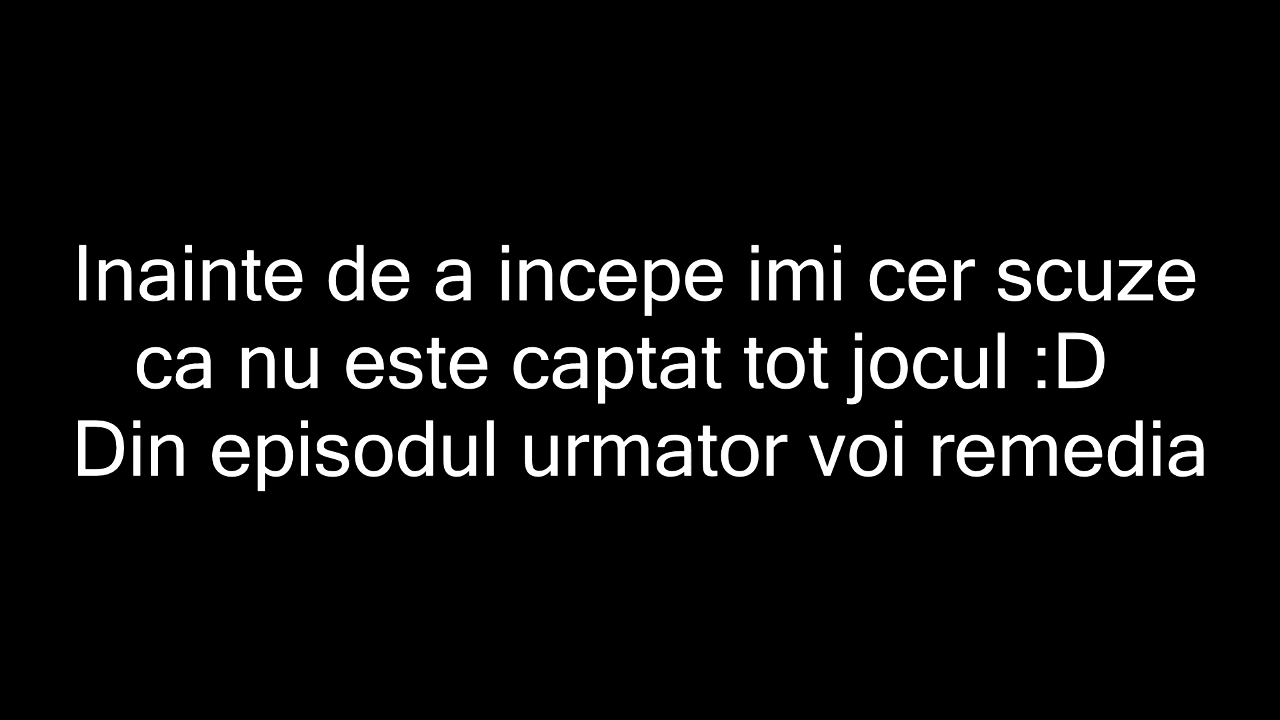 Inainte de a incepe imi cer scuze
ca nu este captat tot jocul :D
Din episodul urmator voi remedia